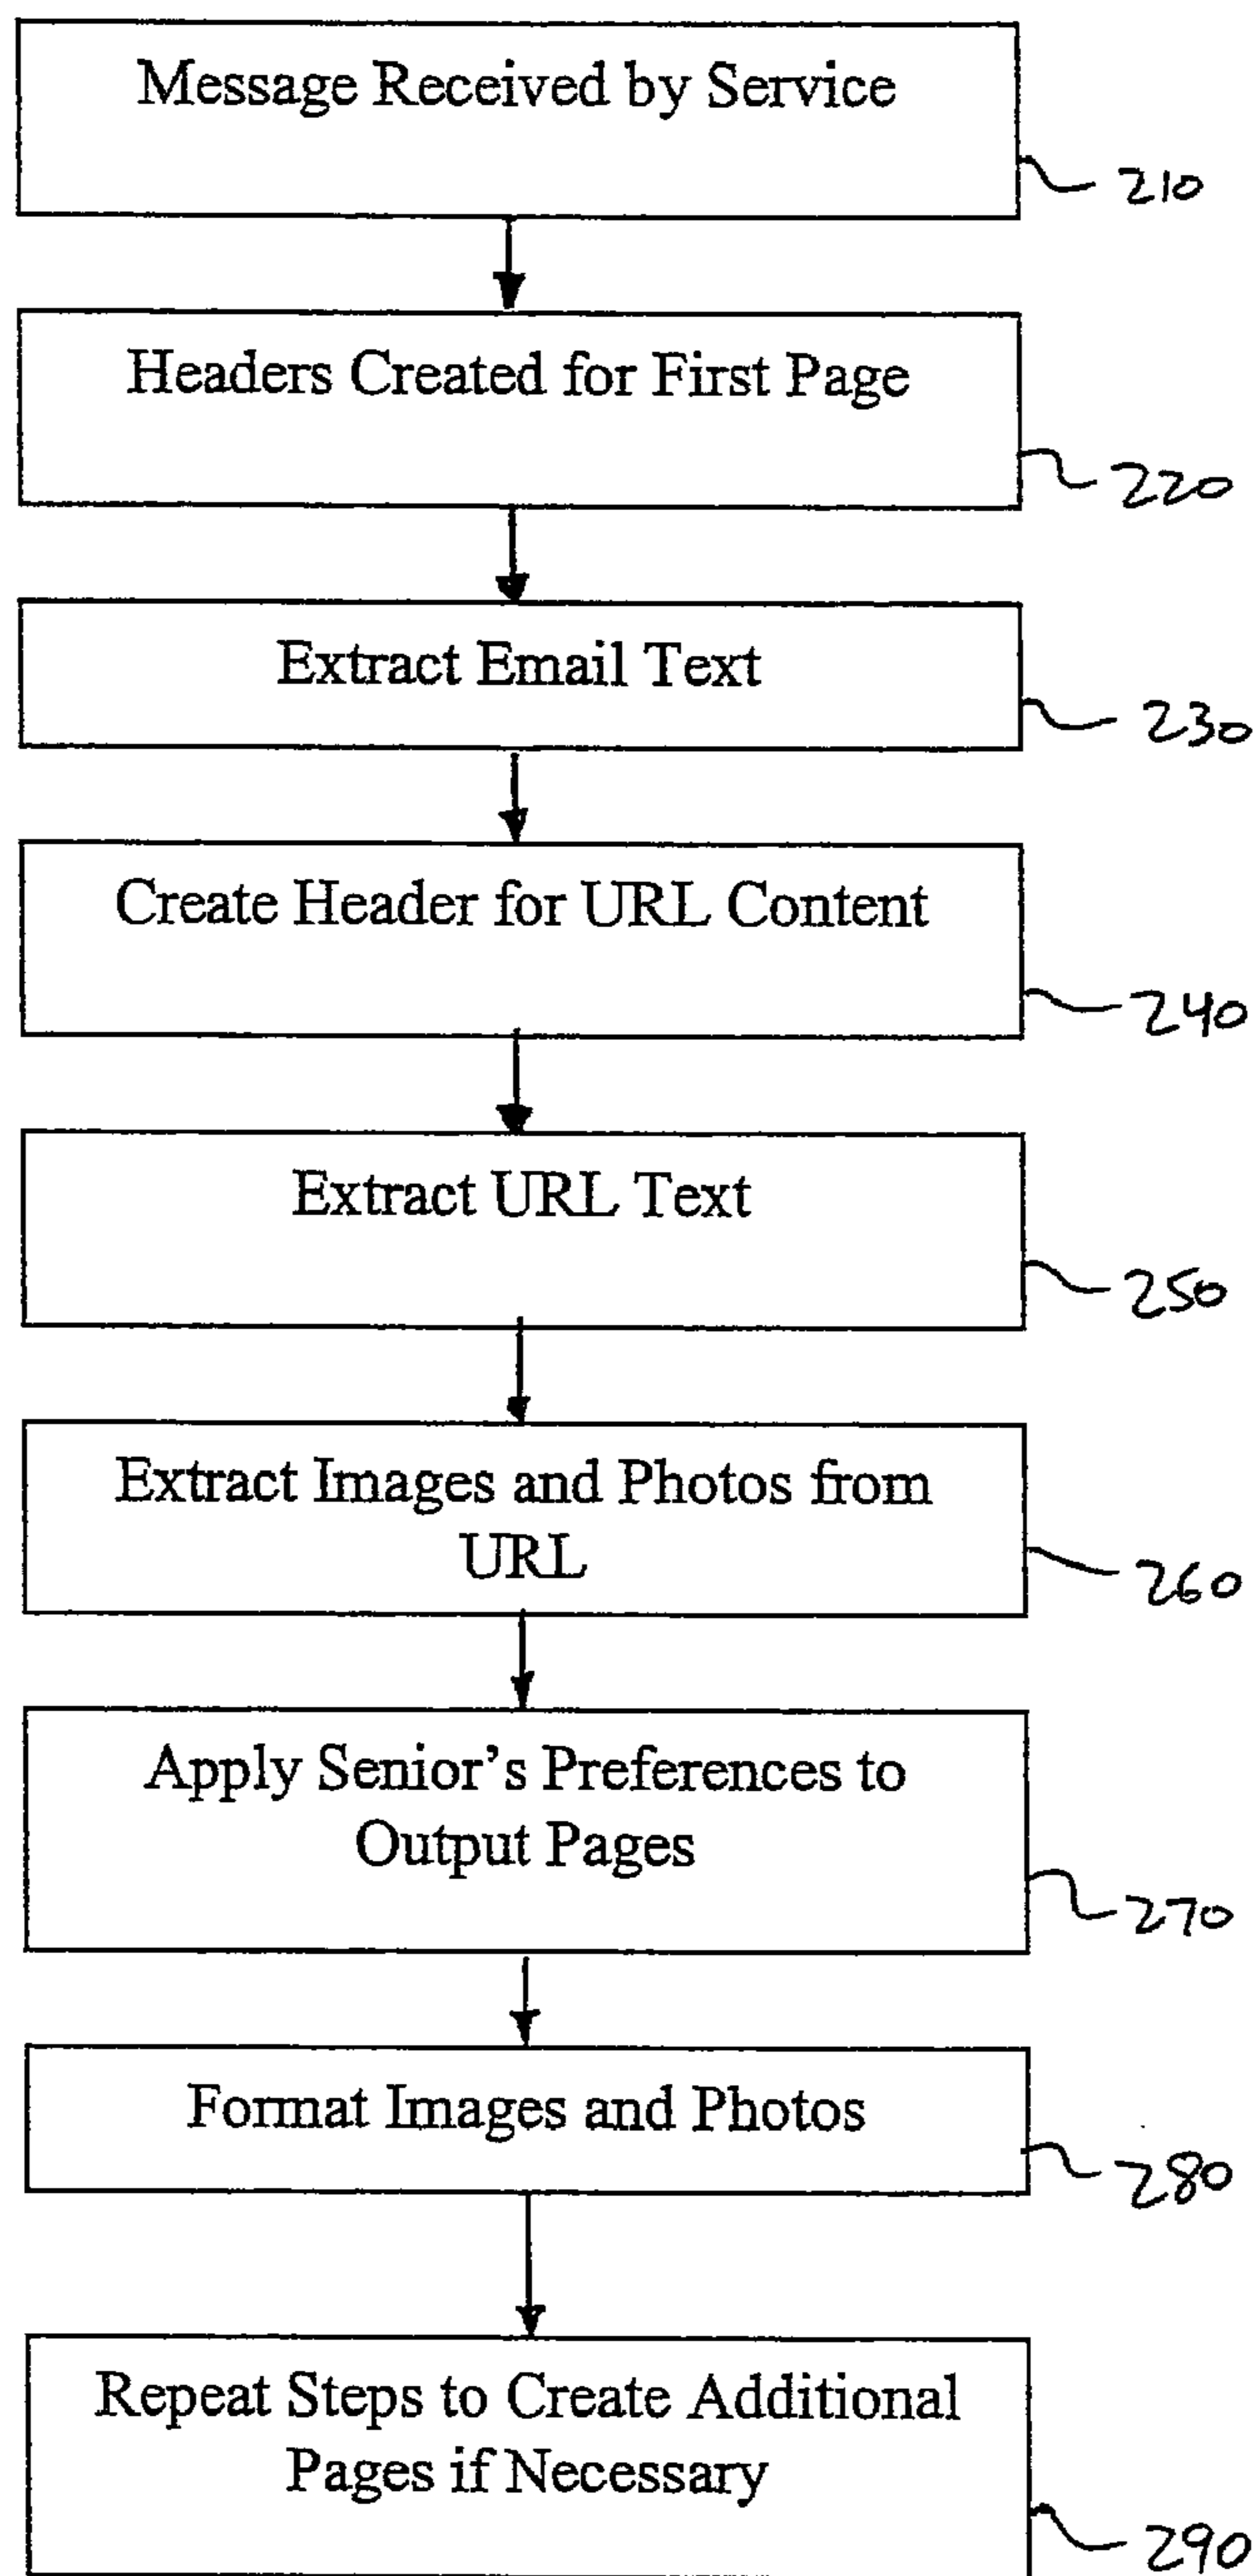 Message Received by Service
210
Headers Created for First Page
220
Extract Email Text
230
Create Header for URL Content
240
Extract URL Text
250
Extract Images and Photos from
URL
260
Apply Senior's Preferences to
Output Pages
270
Format Images and Photos
280
Repeat Steps to Create Additional
Pages if Necessary
290